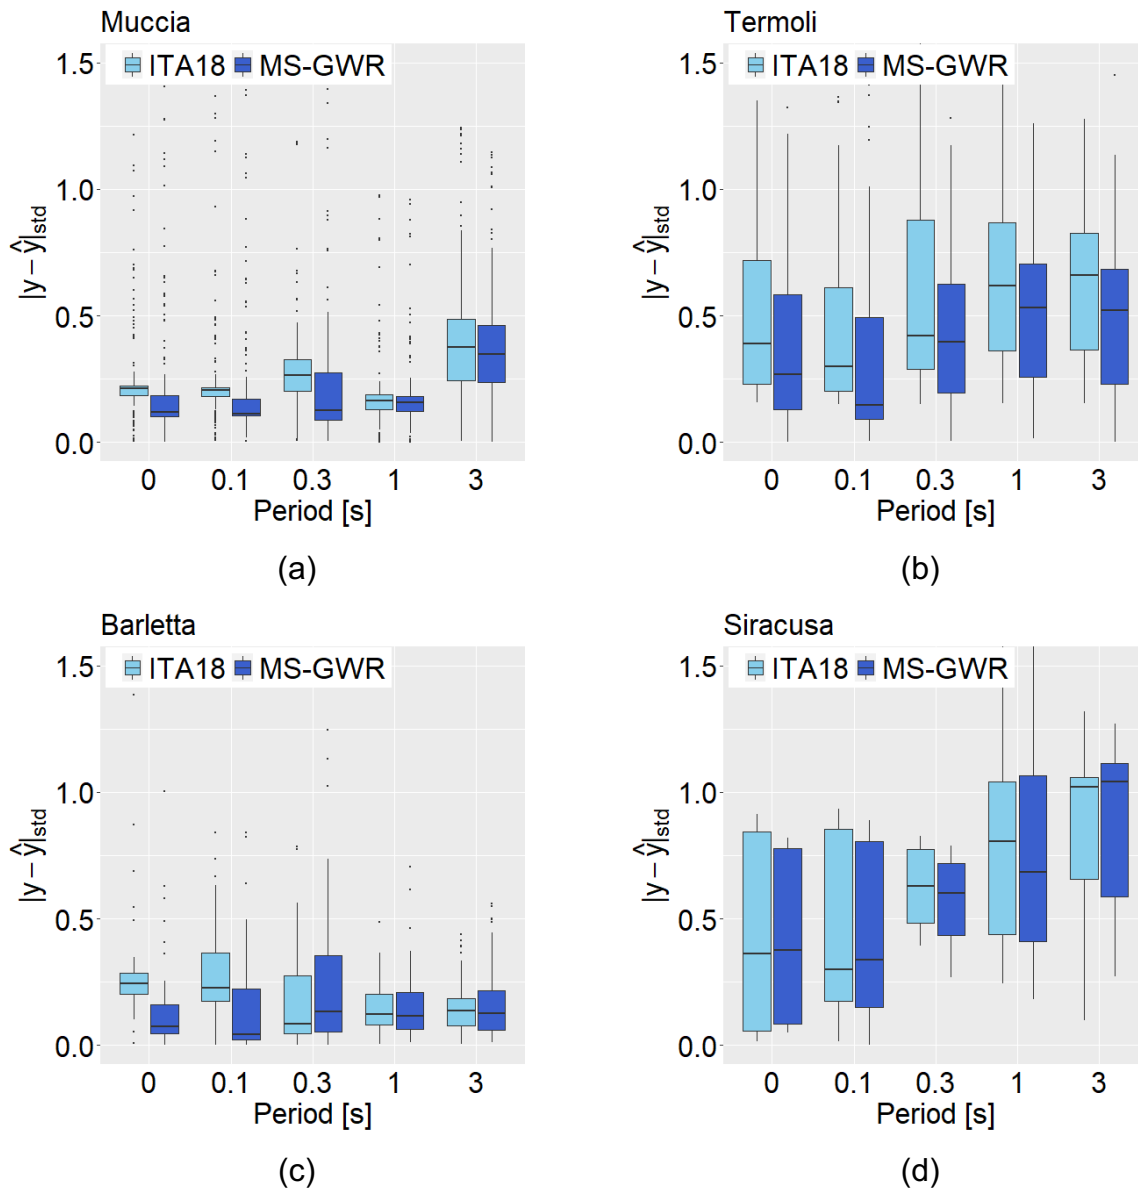 Muccia
ITA18 MS-GWR
1.5
1.0
0.5
0.0
|y − ŷ|std
0 0.1 0.3 1 3
Period [s]
(a)
Termoli
ITA18 MS-GWR
1.5
1.0
0.5
0.0
|y − ŷ|std
0 0.1 0.3 1 3
Period [s]
(b)
Barletta
ITA18 MS-GWR
1.5
1.0
0.5
0.0
|y − ŷ|std
0 0.1 0.3 1 3
Period [s]
(c)
Siracusa
ITA18 MS-GWR
1.5
1.0
0.5
0.0
|y − ŷ|std
0 0.1 0.3 1 3
Period [s]
(d)